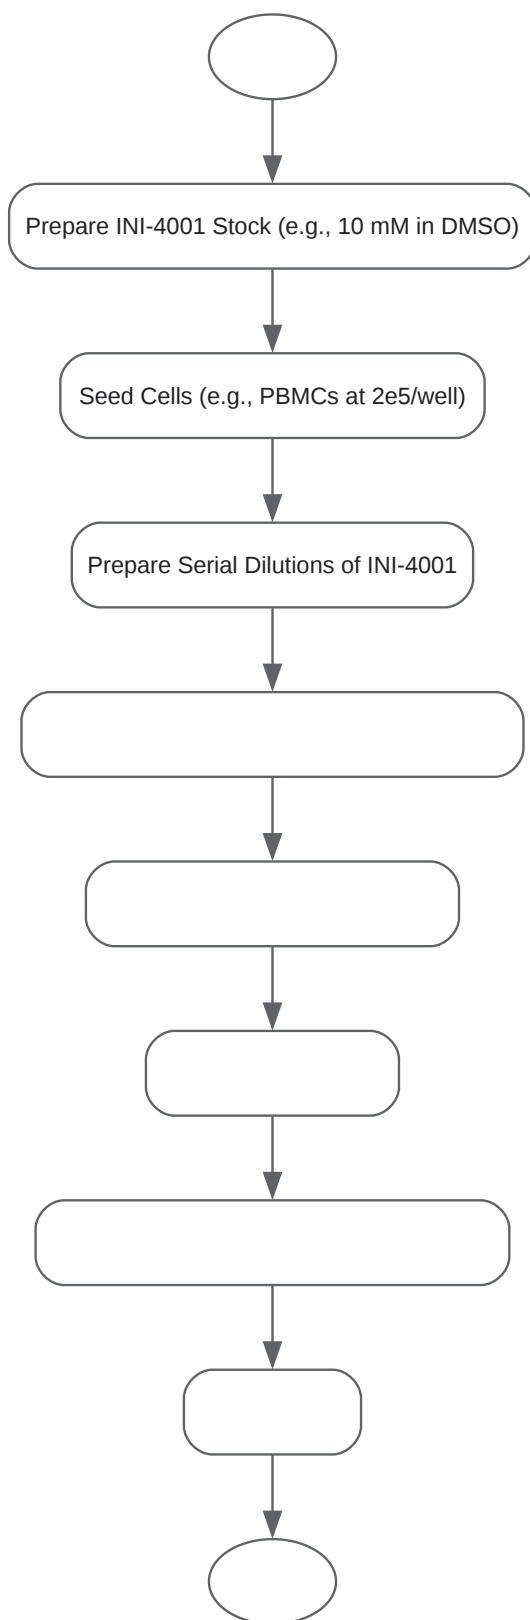 Prepare INI-4001 Stock (e.g., 10 mM in DMSO)
Seed Cells (e.g., PBMCs at 2e5/well)
Prepare Serial Dilutions of INI-4001